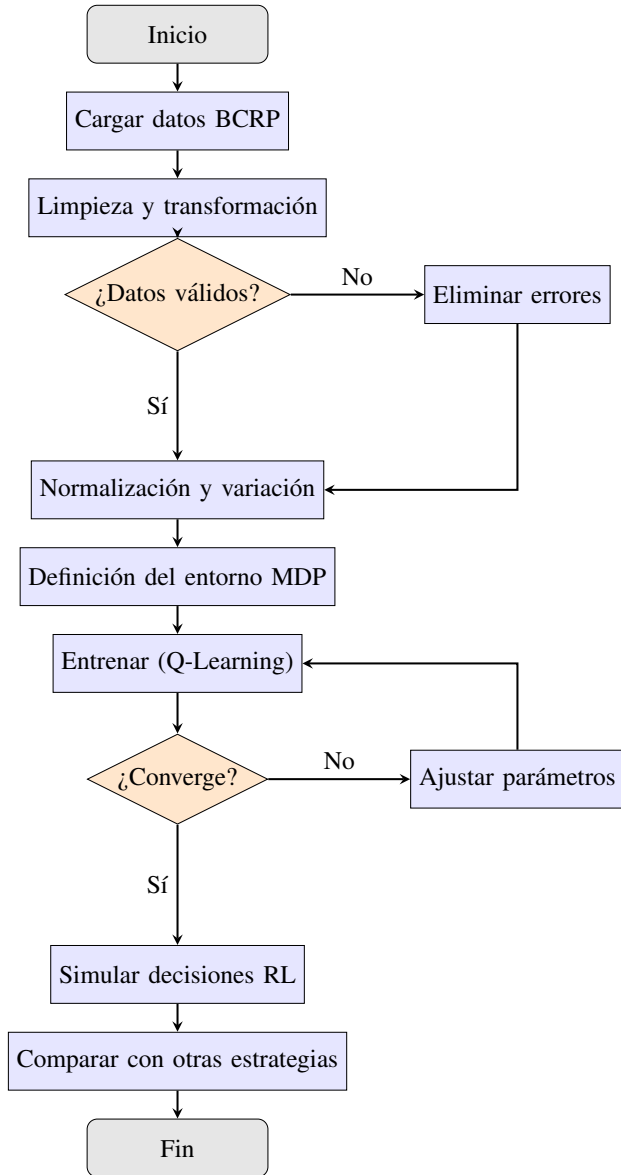 Inicio
Cargar datos BCRP
Limpieza y transformación
¿Datos válidos?
No
Eliminar errores
Sí
Normalización y variación
Definición del entorno MDP
Entrenar (Q-Learning)
¿Converge?
No
Ajustar parámetros
Sí
Simular decisiones RL
Comparar con otras estrategias
Fin